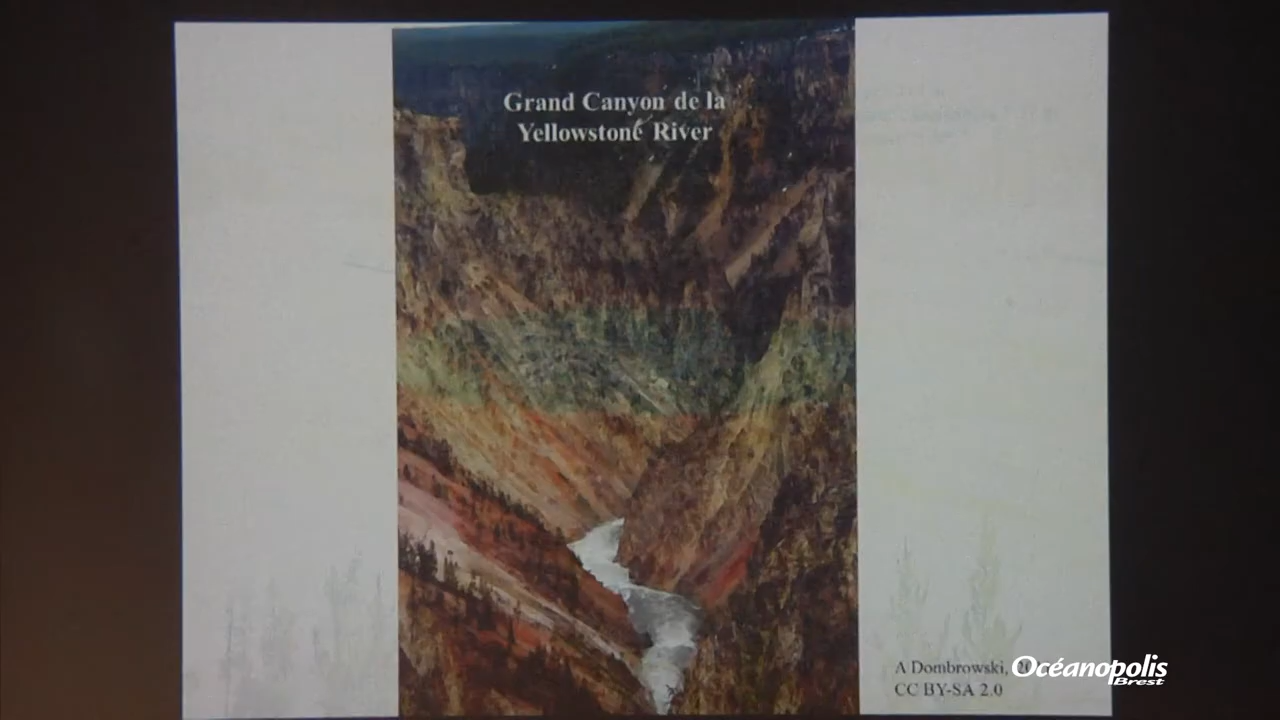 Grand Canyon de la
Yellowstone River
A Dombrowski,
CC BY-SA 2.0
Océanopolis
Brest